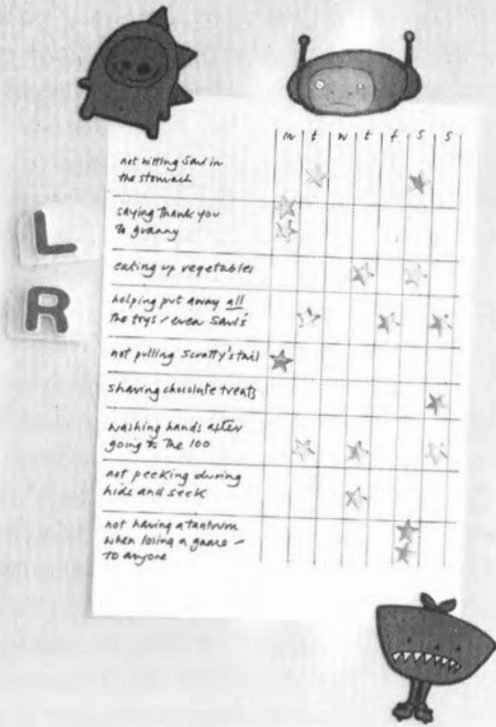 m t w t f s s
not hitting Saul in
the stomach
saying thank you
to granny
eating up vegetables
helping put away all
the toys - even Saul's
not pulling Scratty's tail
sharing chocolate treats
washing hands after
going to the loo
not peeking during
hide and seek
not having a tantrum
when losing a game -
to anyone
L
R